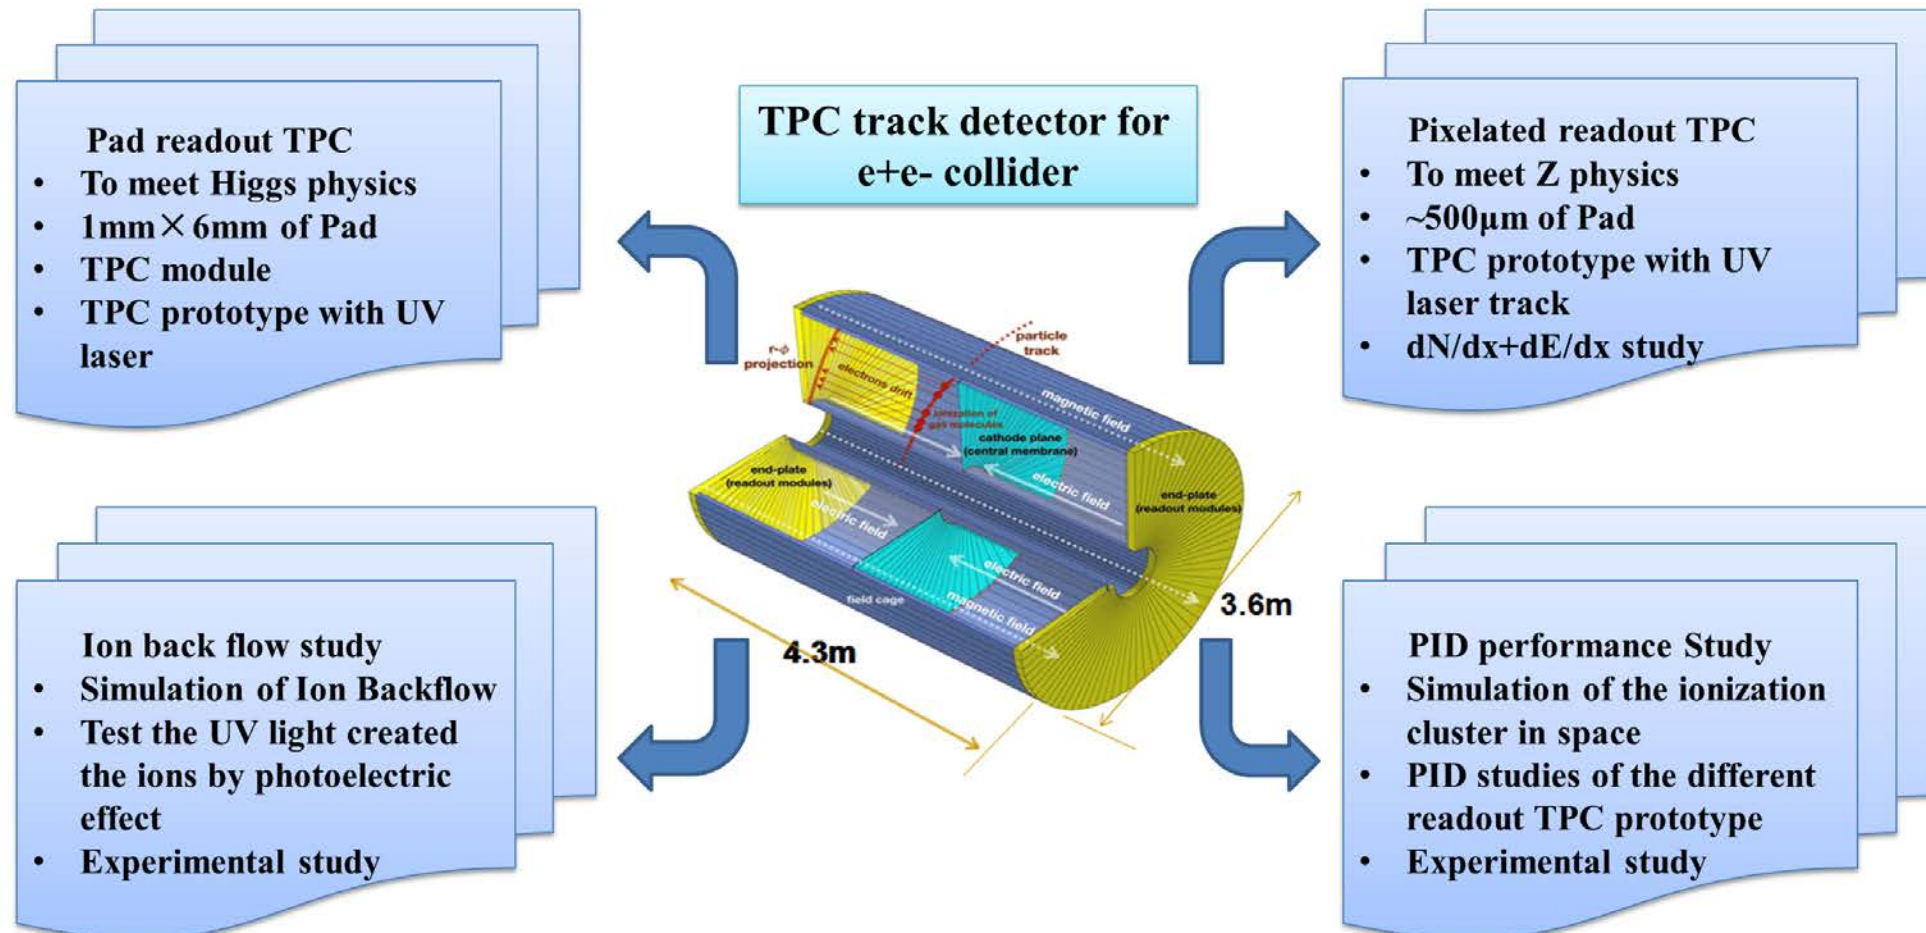 TPC track detector for
e+e- collider
Pad readout TPC
• To meet Higgs physics
• 1mm×6mm of Pad
• TPC module
• TPC prototype with UV
laser
Pixelated readout TPC
• To meet Z physics
• ~500μm of Pad
• TPC prototype with UV
laser track
• dN/dx+dE/dx study
r-ϕ
projection
electrons drift
particle
track
ionization of
gas molecules
magnetic field
cathode plane
(central membrane)
electric field
end-plate
(readout modules)
electric field
end-plate
(readout modules)
electric field
magnetic field
field cage
3.6m
4.3m
Ion back flow study
• Simulation of Ion Backflow
• Test the UV light created
the ions by photoelectric
effect
• Experimental study
PID performance Study
• Simulation of the ionization
cluster in space
• PID studies of the different
readout TPC prototype
• Experimental study